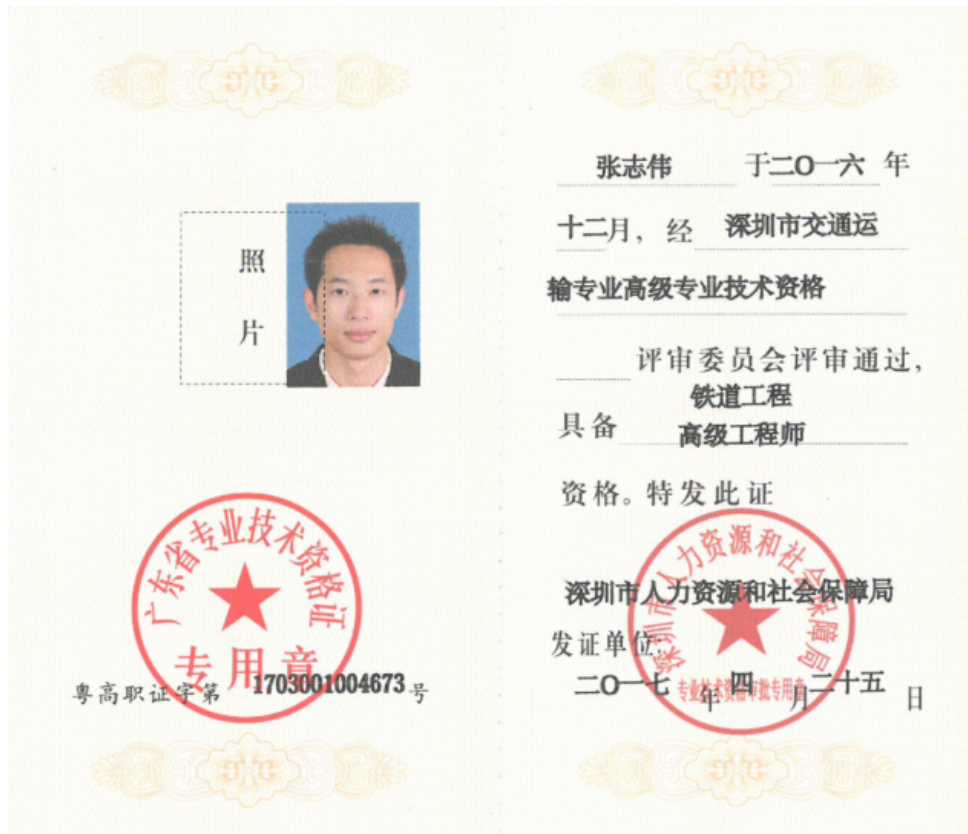 照
片
广东省专业技术资格证
专用章
粤高职证字第 1703001004673 号
张志伟 于二〇一六 年
十二月, 经 深圳市交通运
输专业高级专业技术资格
评审委员会评审通过,
铁道工程
具备 高级工程师
资格。特发此证
深圳市人力资源和社会保障局
深圳市人力资源和社会保障局
发证单位:
专业技术资格审批专用章
二〇一七 年 四 月二十五 日